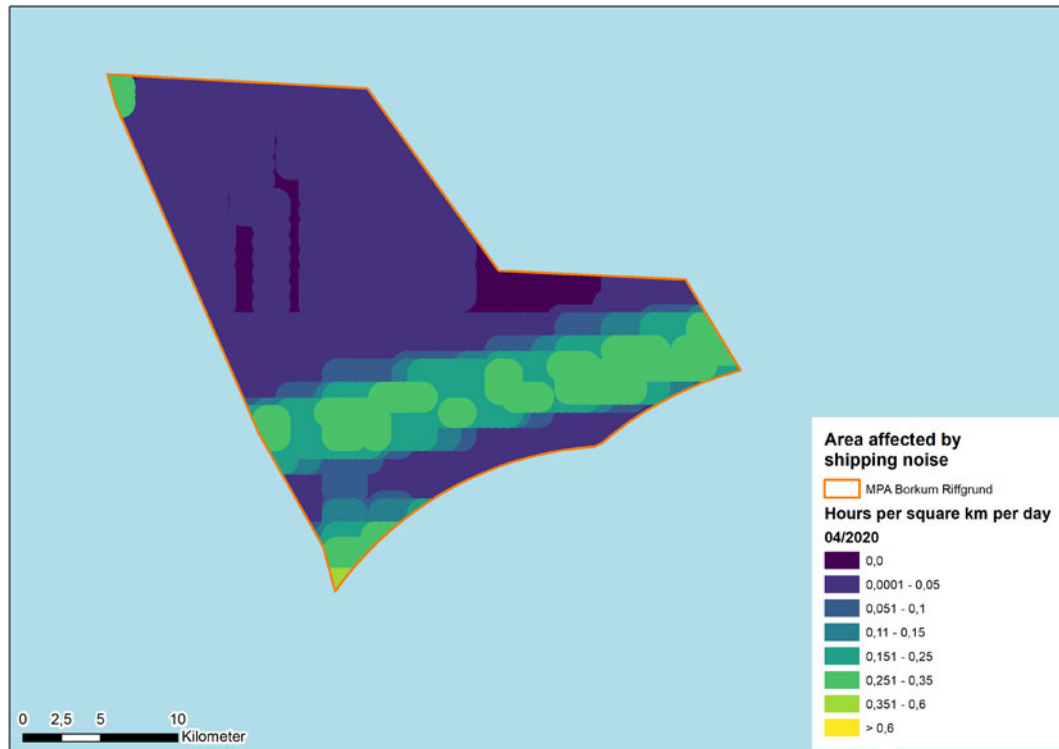 Area affected by
shipping noise
MPA Borkum Riffgrund
Hours per square km per day
04/2020
0,0
0,0001 - 0,05
0,051 - 0,1
0,11 - 0,15
0,151 - 0,25
0,251 - 0,35
0,351 - 0,6
> 0,6
0 2,5 5 10
Kilometer